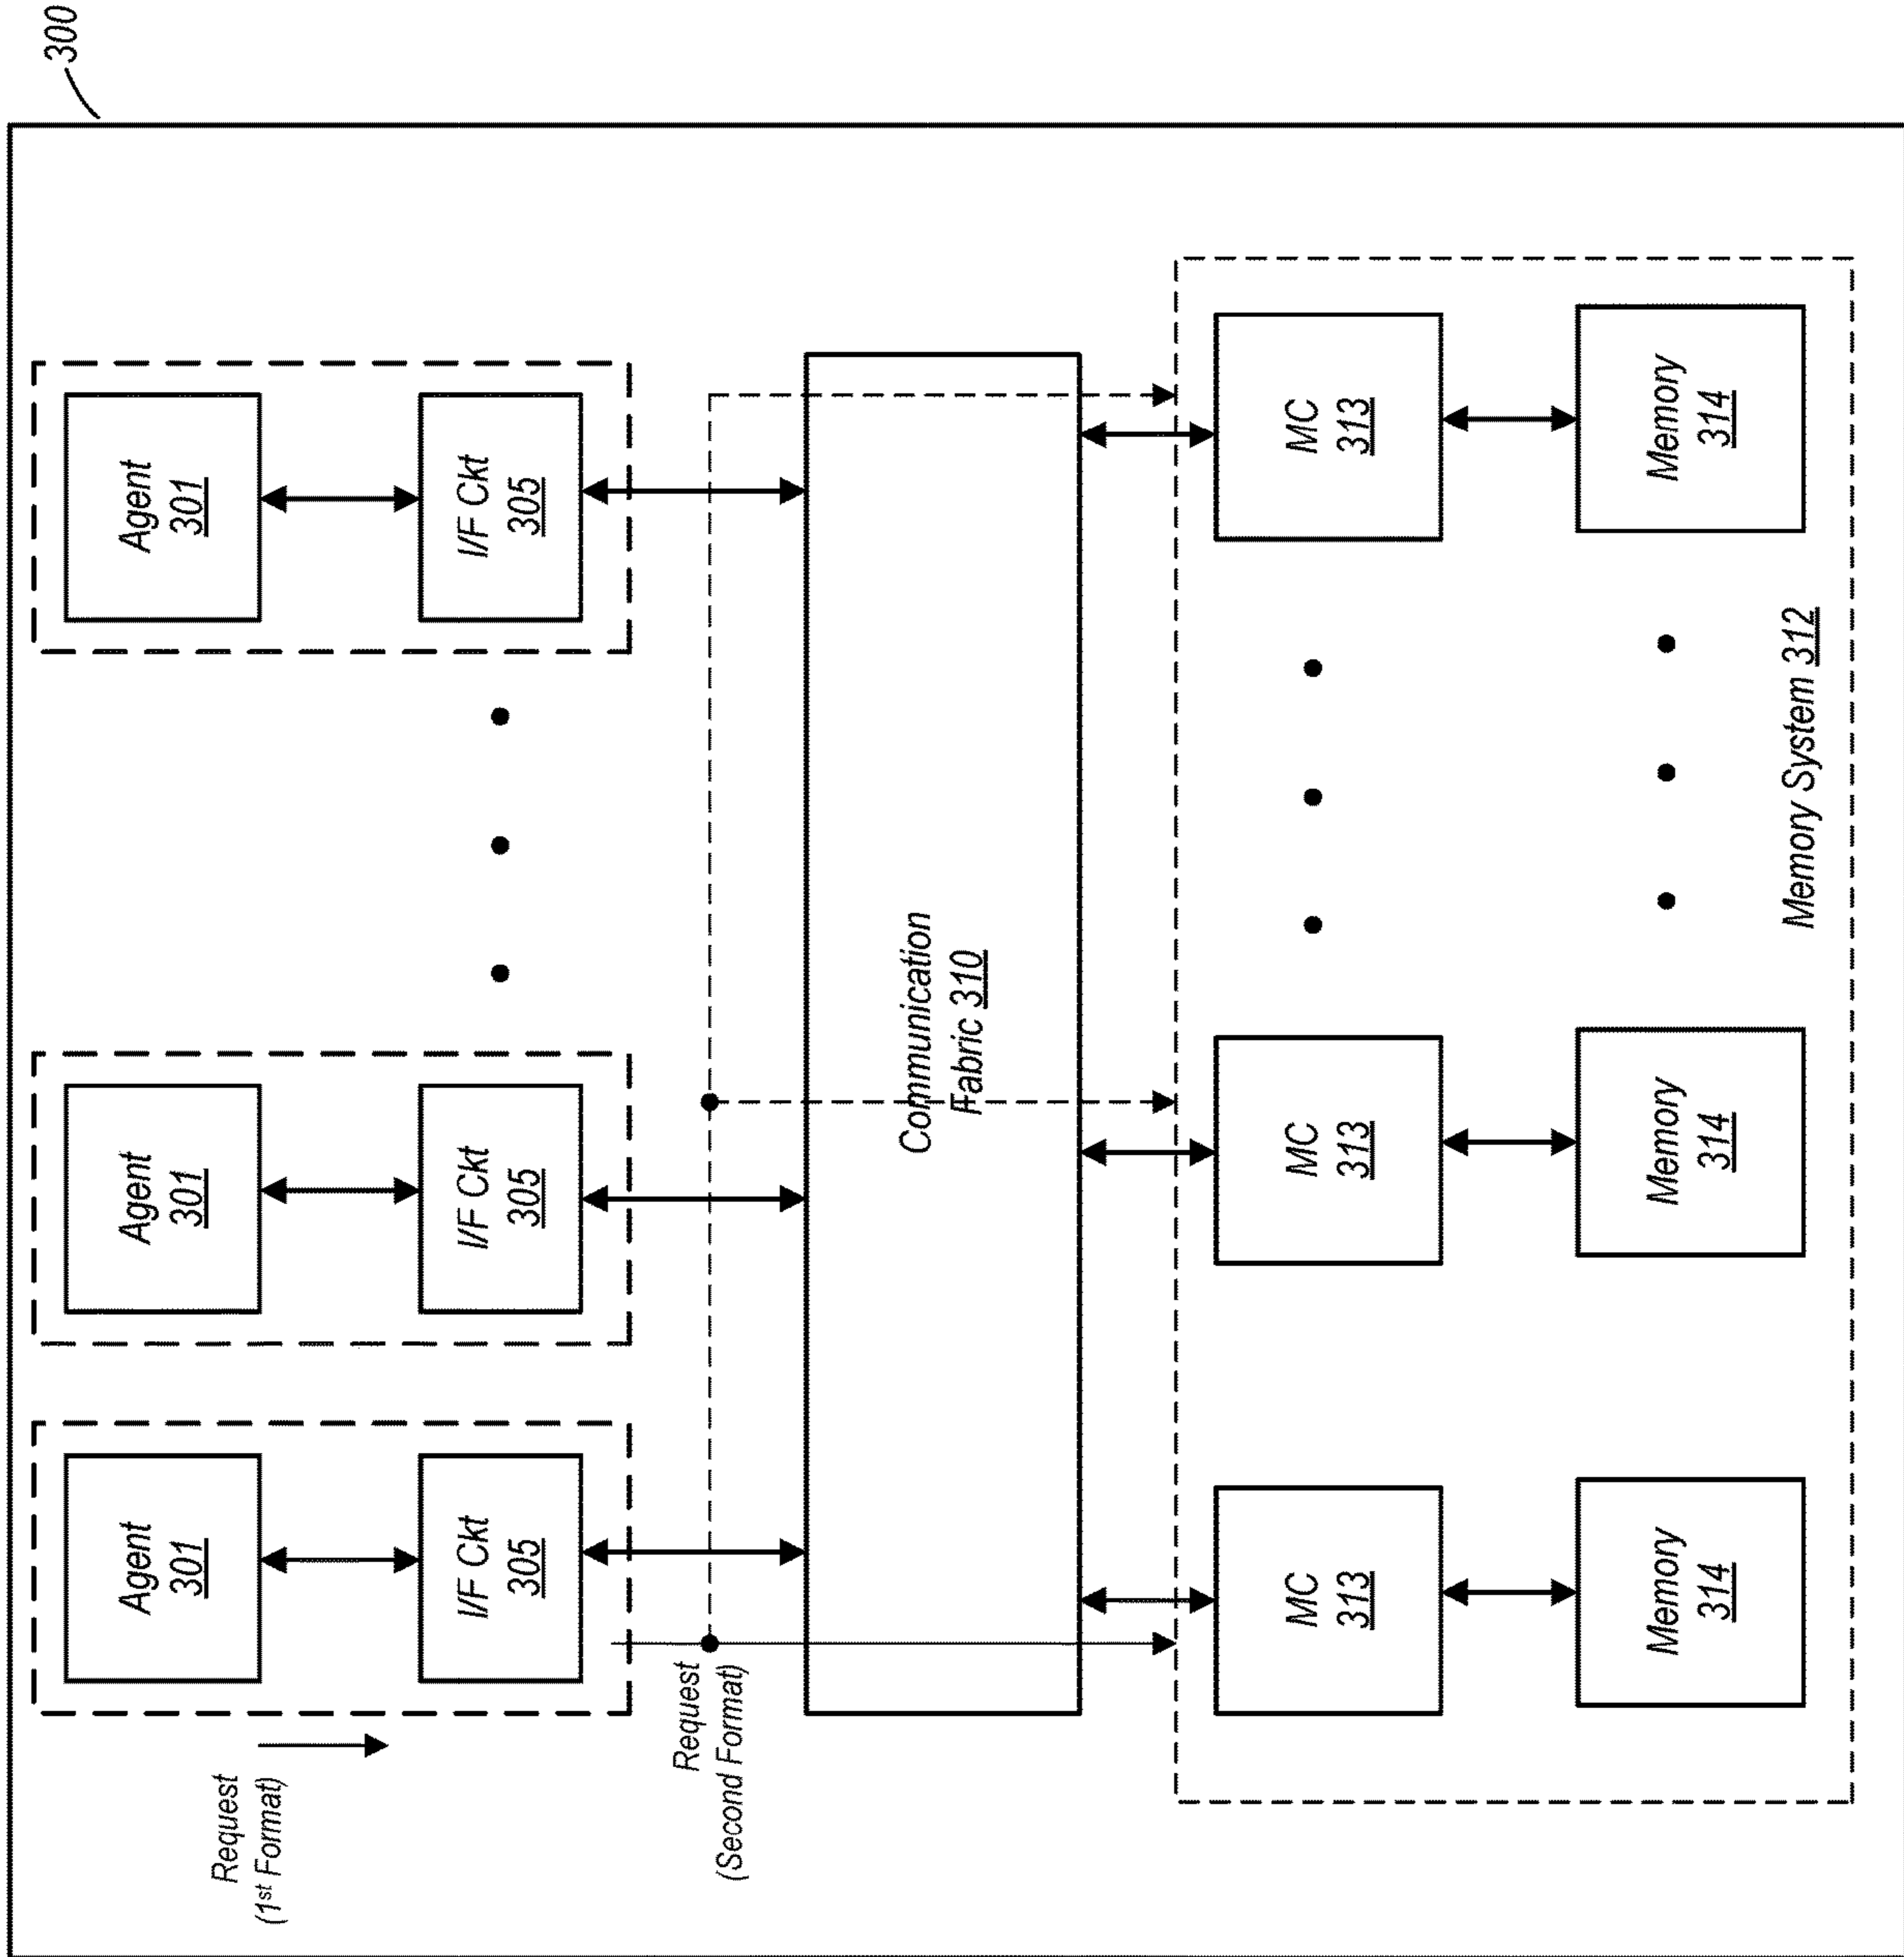 300
Agent
301
Agent
301
Agent
301
Request
(1st Format)
I/F Ckt
305
I/F Ckt
305
I/F Ckt
305
Request
(Second Format)
Communication
Fabric 310
MC
313
MC
313
MC
313
Memory
314
Memory
314
Memory
314
Memory System 312